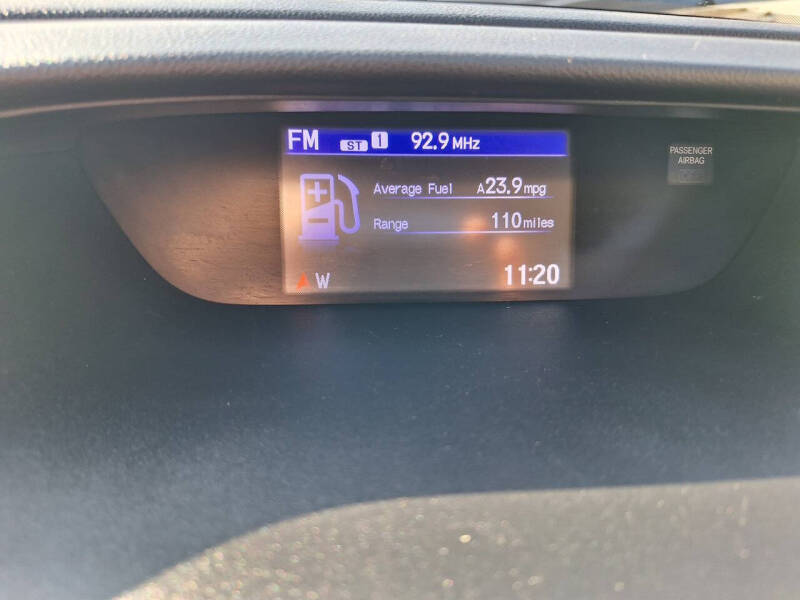 FM ST 1 92.9 MHz
PASSENGER
AIRBAG
Average Fuel A23.9mpg
Range 110miles
W 11:20